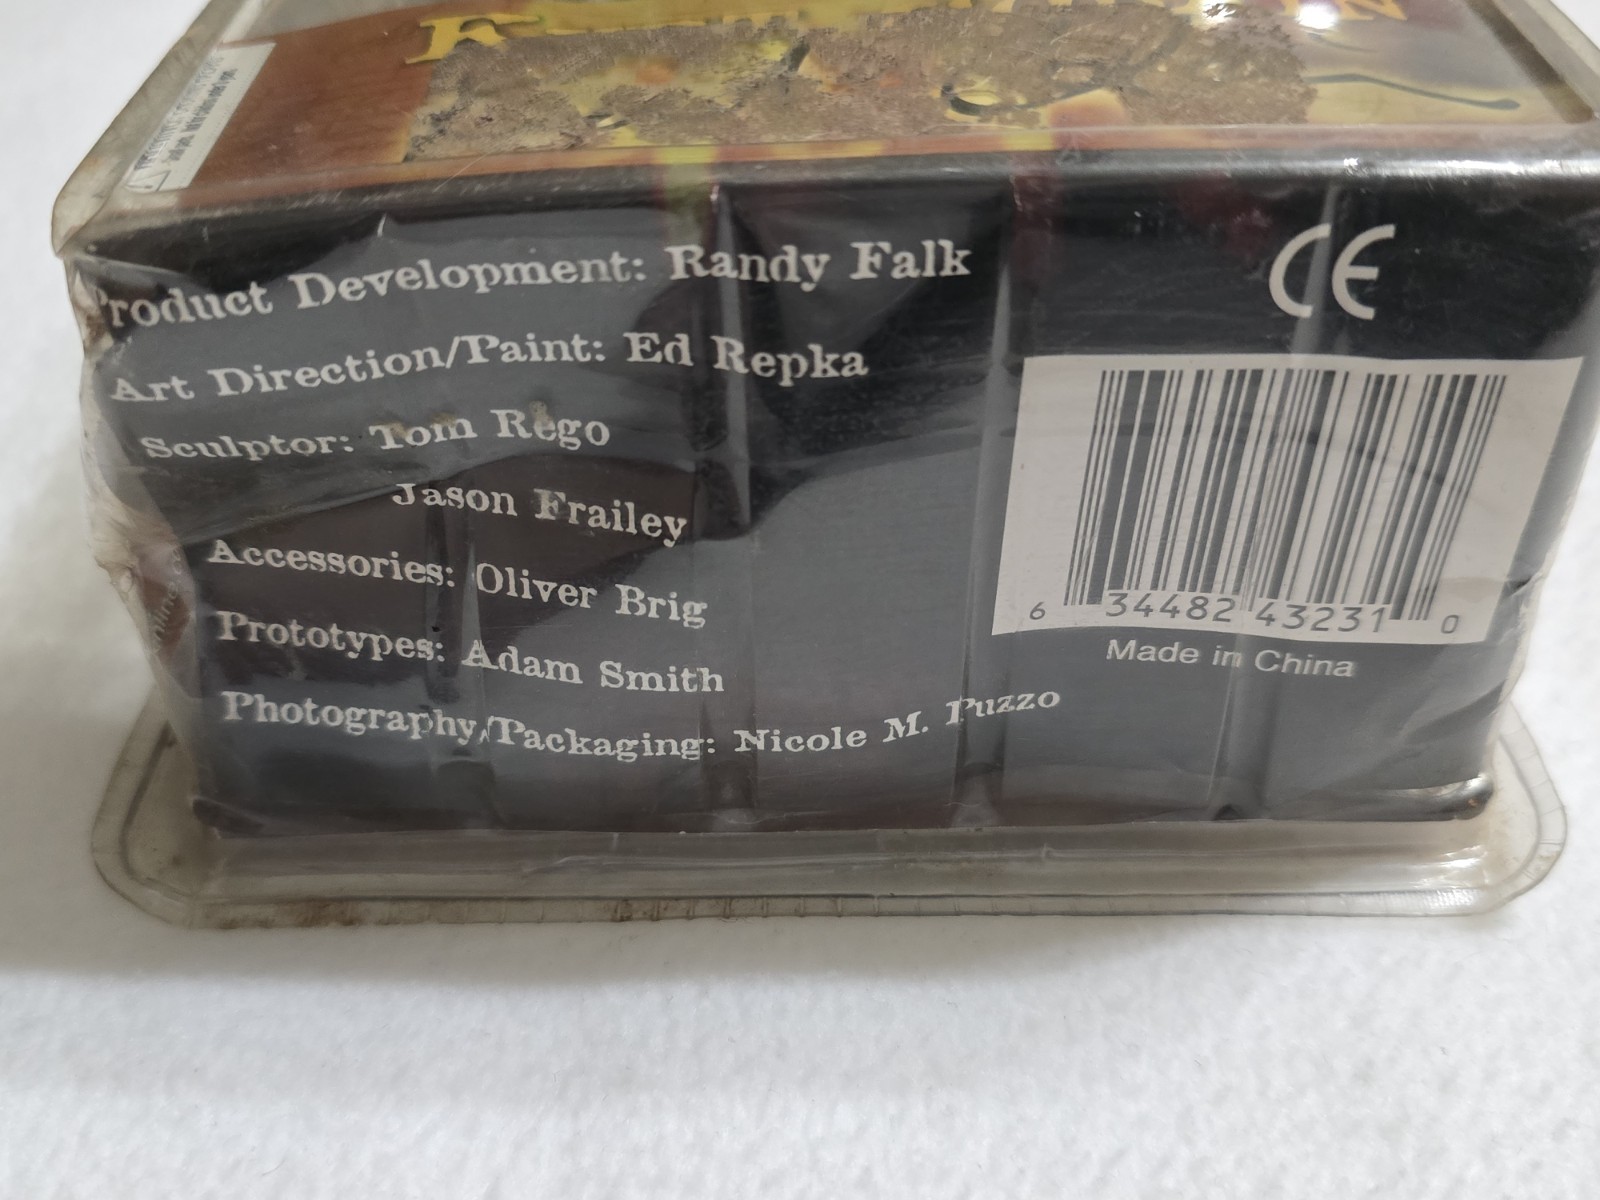 Product Development: Randy Falk
Art Direction/Paint: Ed Repka
Sculptor: Tom Rego
Jason Frailey
Accessories: Oliver Brig
Prototypes: Adam Smith
Photography/Packaging: Nicole M. Puzzo
CE
6 34482 43231 0
Made in China